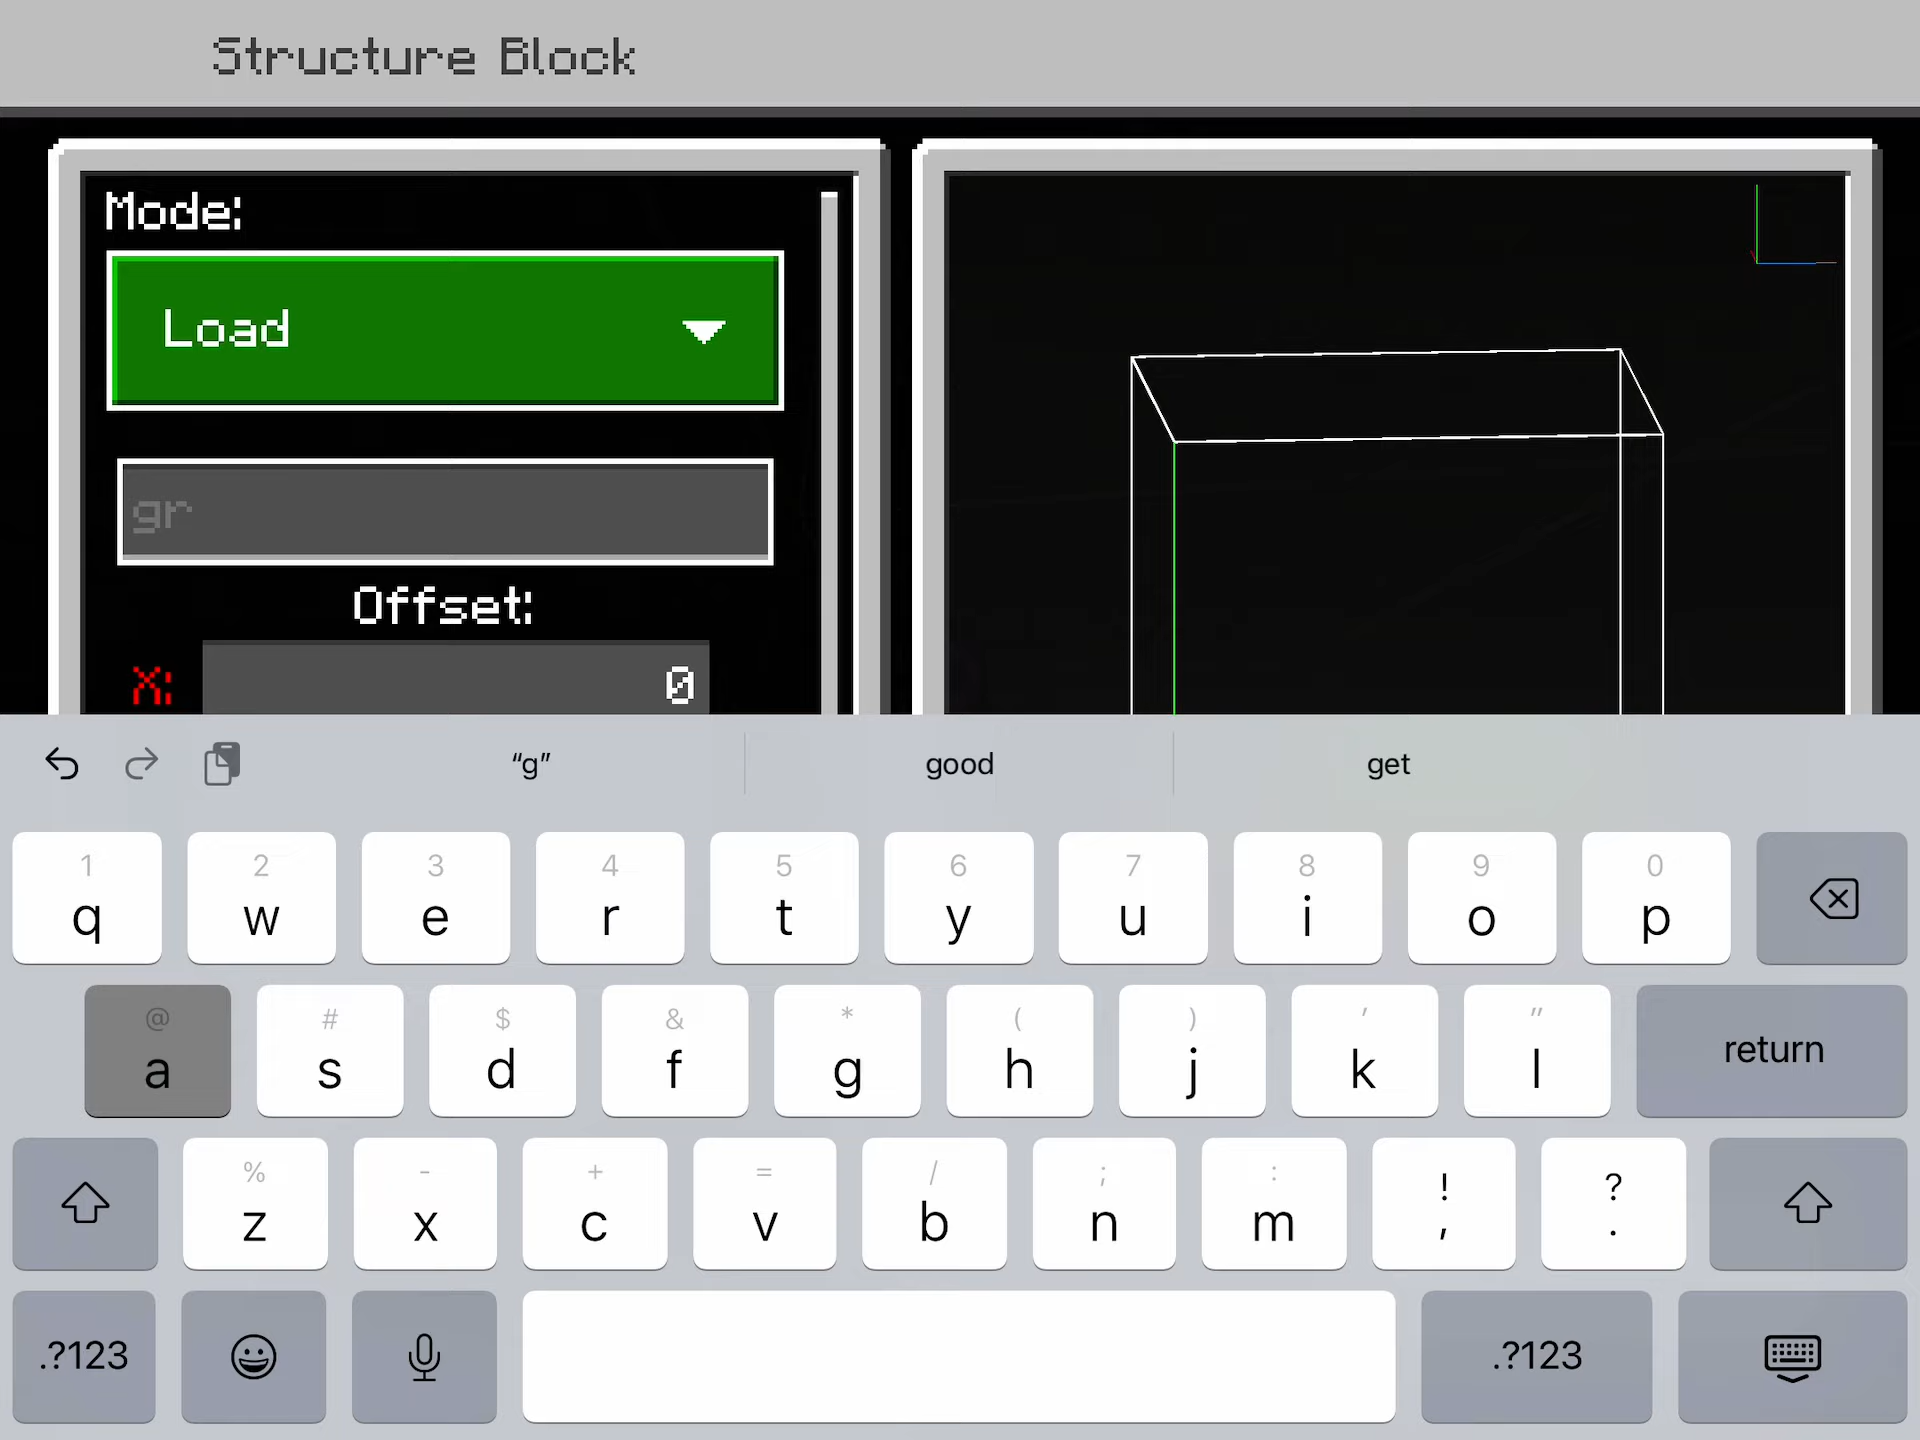 Structure Block
Mode:
Load
gr
Offset:
X: 0
“g” good get
1 2 3 4 5 6 7 8 9 0
q w e r t y u i o p
@ # $ & * ( ) ' "
a s d f g h j k l return
% - + = / ; : ! ?
z x c v b n m , .
.?123 .?123